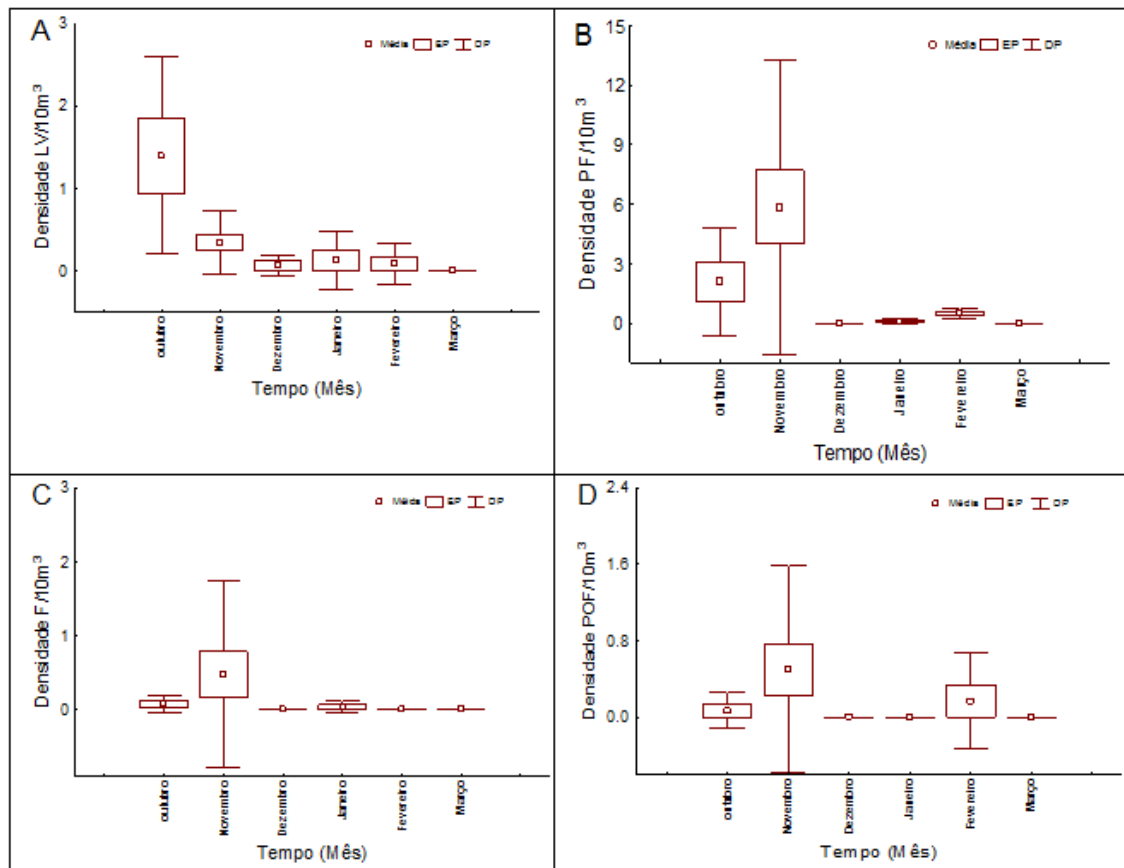 A
Média EP DP
Densidade LV/10m³
3
2
1
0
outubro
Novembro
Dezembro
Janeiro
Fevereiro
Março
Tempo (Mês)
B
Média EP DP
Densidade PF/10m³
15
12
9
6
3
0
outubro
Novembro
Dezembro
Janeiro
Fevereiro
Março
Tempo (Mês)
C
Média EP DP
Densidade F/10m³
3
2
1
0
outubro
Novembro
Dezembro
Janeiro
Fevereiro
Março
Tempo (Mês)
D
Média EP DP
Densidade POF/10m³
2.4
1.6
0.8
0.0
outubro
Novembro
Dezembro
Janeiro
Fevereiro
Março
Tempo (Mês)